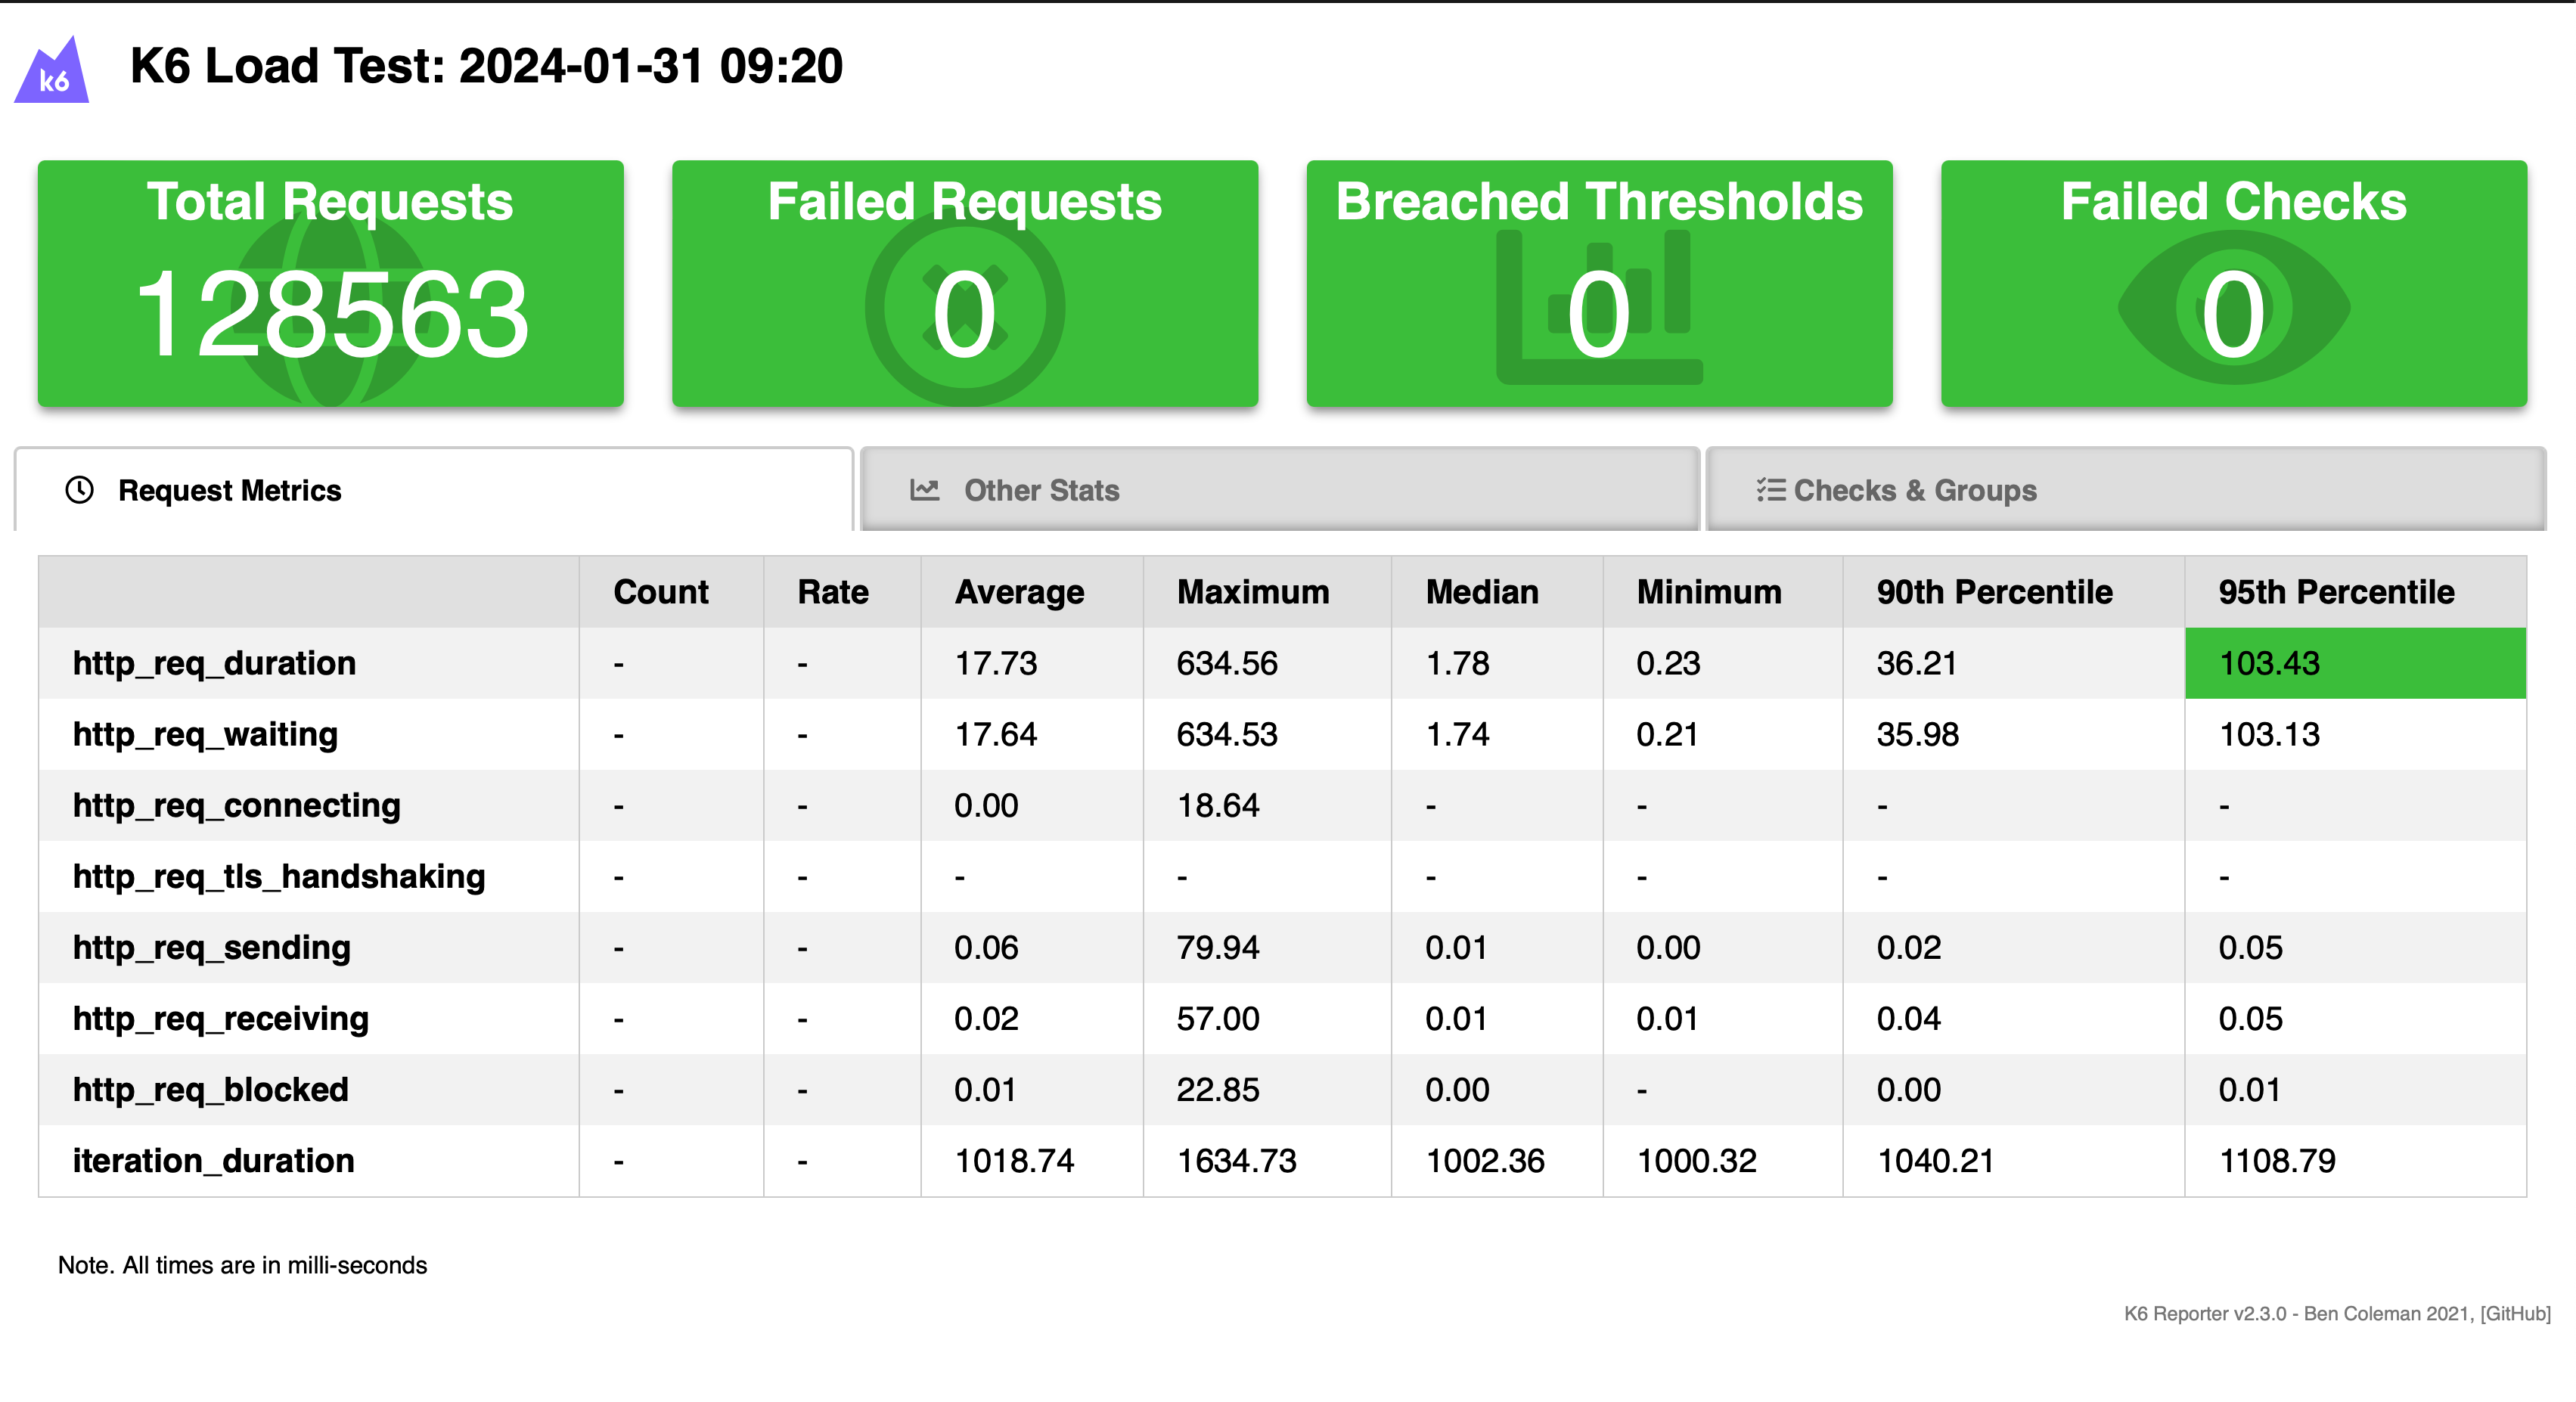 k6
K6 Load Test: 2024-01-31 09:20
Total Requests
128563
Failed Requests
0
Breached Thresholds
0
Failed Checks
0
Request Metrics
Other Stats
Checks & Groups
Count Rate Average Maximum Median Minimum 90th Percentile 95th Percentile
http_req_duration - - 17.73 634.56 1.78 0.23 36.21 103.43
http_req_waiting - - 17.64 634.53 1.74 0.21 35.98 103.13
http_req_connecting - - 0.00 18.64 - - - -
http_req_tls_handshaking - - - - - - - -
http_req_sending - - 0.06 79.94 0.01 0.00 0.02 0.05
http_req_receiving - - 0.02 57.00 0.01 0.01 0.04 0.05
http_req_blocked - - 0.01 22.85 0.00 - 0.00 0.01
iteration_duration - - 1018.74 1634.73 1002.36 1000.32 1040.21 1108.79
Note. All times are in milli-seconds
K6 Reporter v2.3.0 - Ben Coleman 2021, [GitHub]